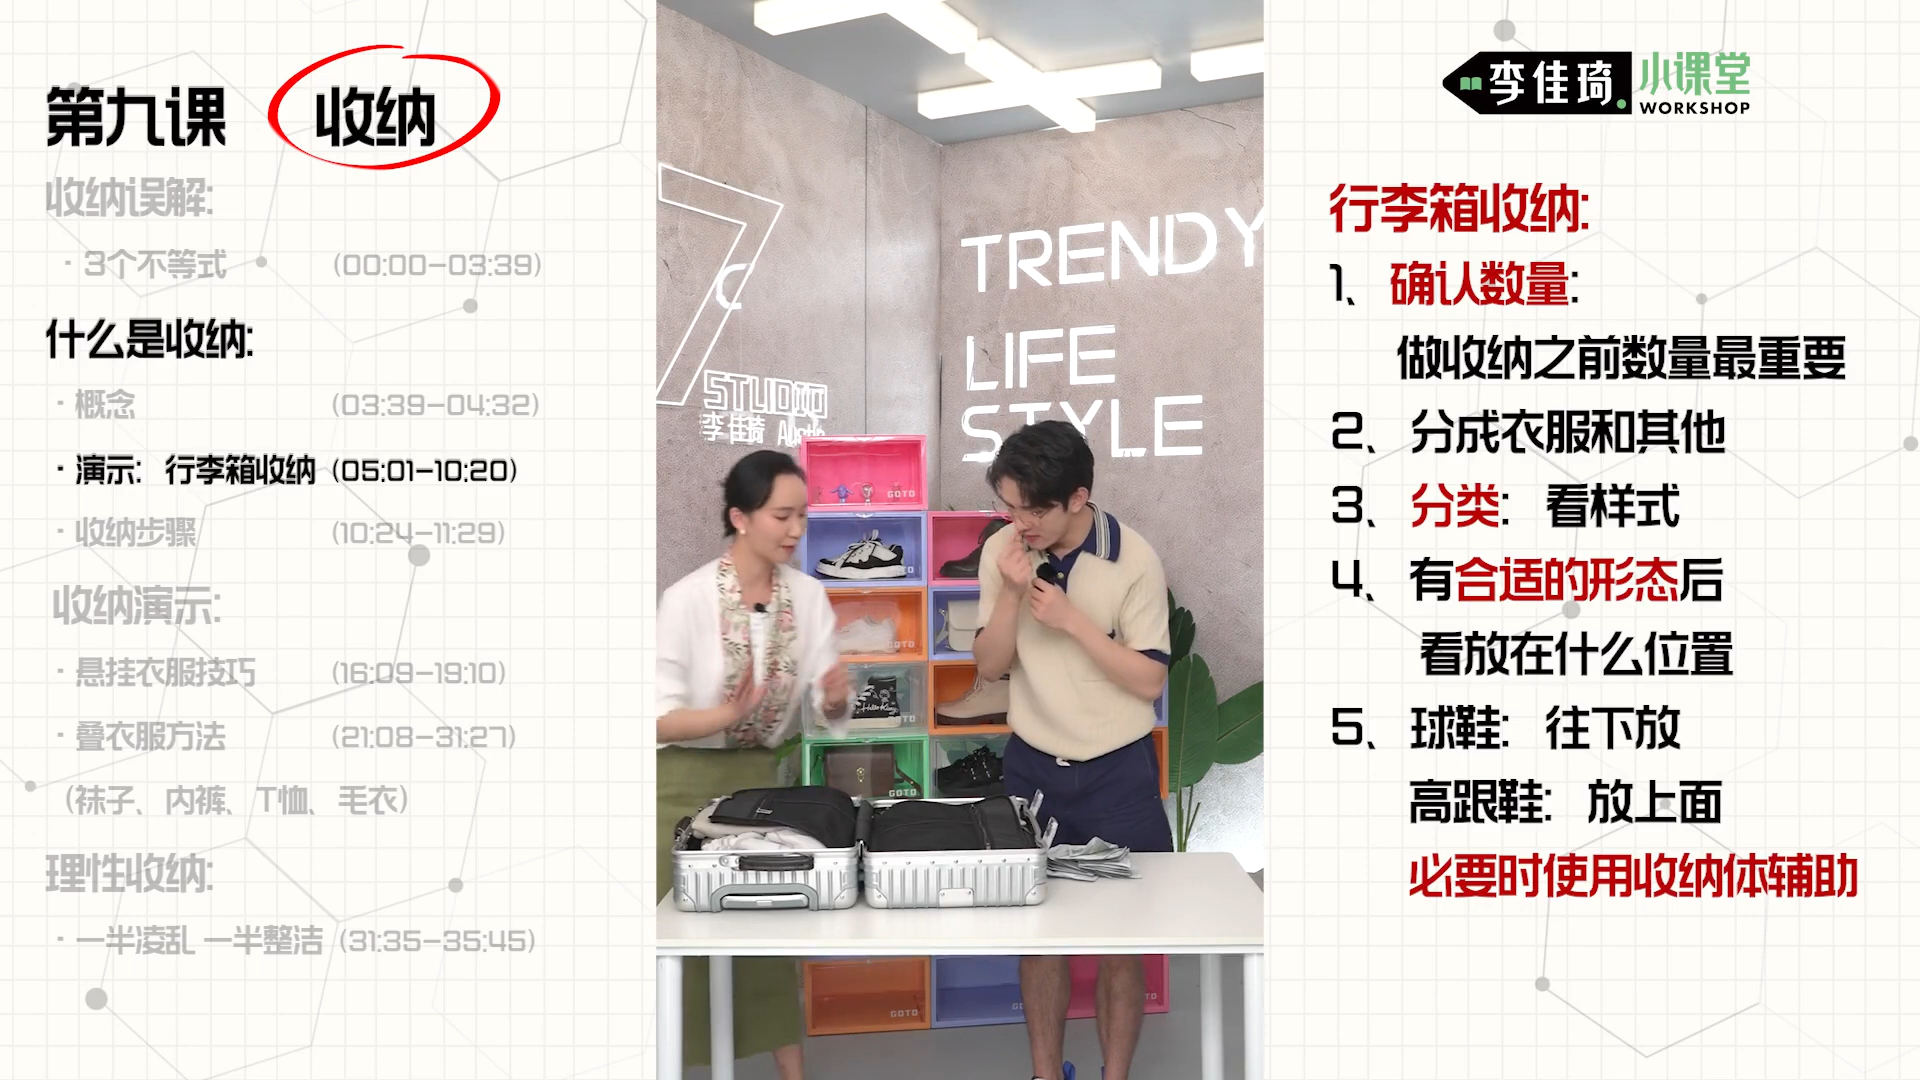 第九课 收纳
收纳误解:
· 3个不等式 (00:00-03:39)
什么是收纳:
· 概念 (03:39-04:32)
· 演示: 行李箱收纳 (05:01-10:20)
· 收纳步骤 (10:24-11:29)
收纳演示:
· 悬挂衣服技巧 (16:09-19:10)
· 叠衣服方法 (21:08-31:27)
(袜子、内裤、T恤、毛衣)
理性收纳:
· 一半凌乱 一半整洁 (31:35-35:45)
7
STUDIO
李佳琦
TRENDY
LIFE
STYLE
GOTO
GOTO
GOTO
GOTO
GOTO
李佳琦 小课堂
WORKSHOP
行李箱收纳:
1、确认数量:
做收纳之前数量最重要
2、分成衣服和其他
3、分类: 看样式
4、有合适的形态后
看放在什么位置
5、球鞋: 往下放
高跟鞋: 放上面
必要时使用收纳体辅助